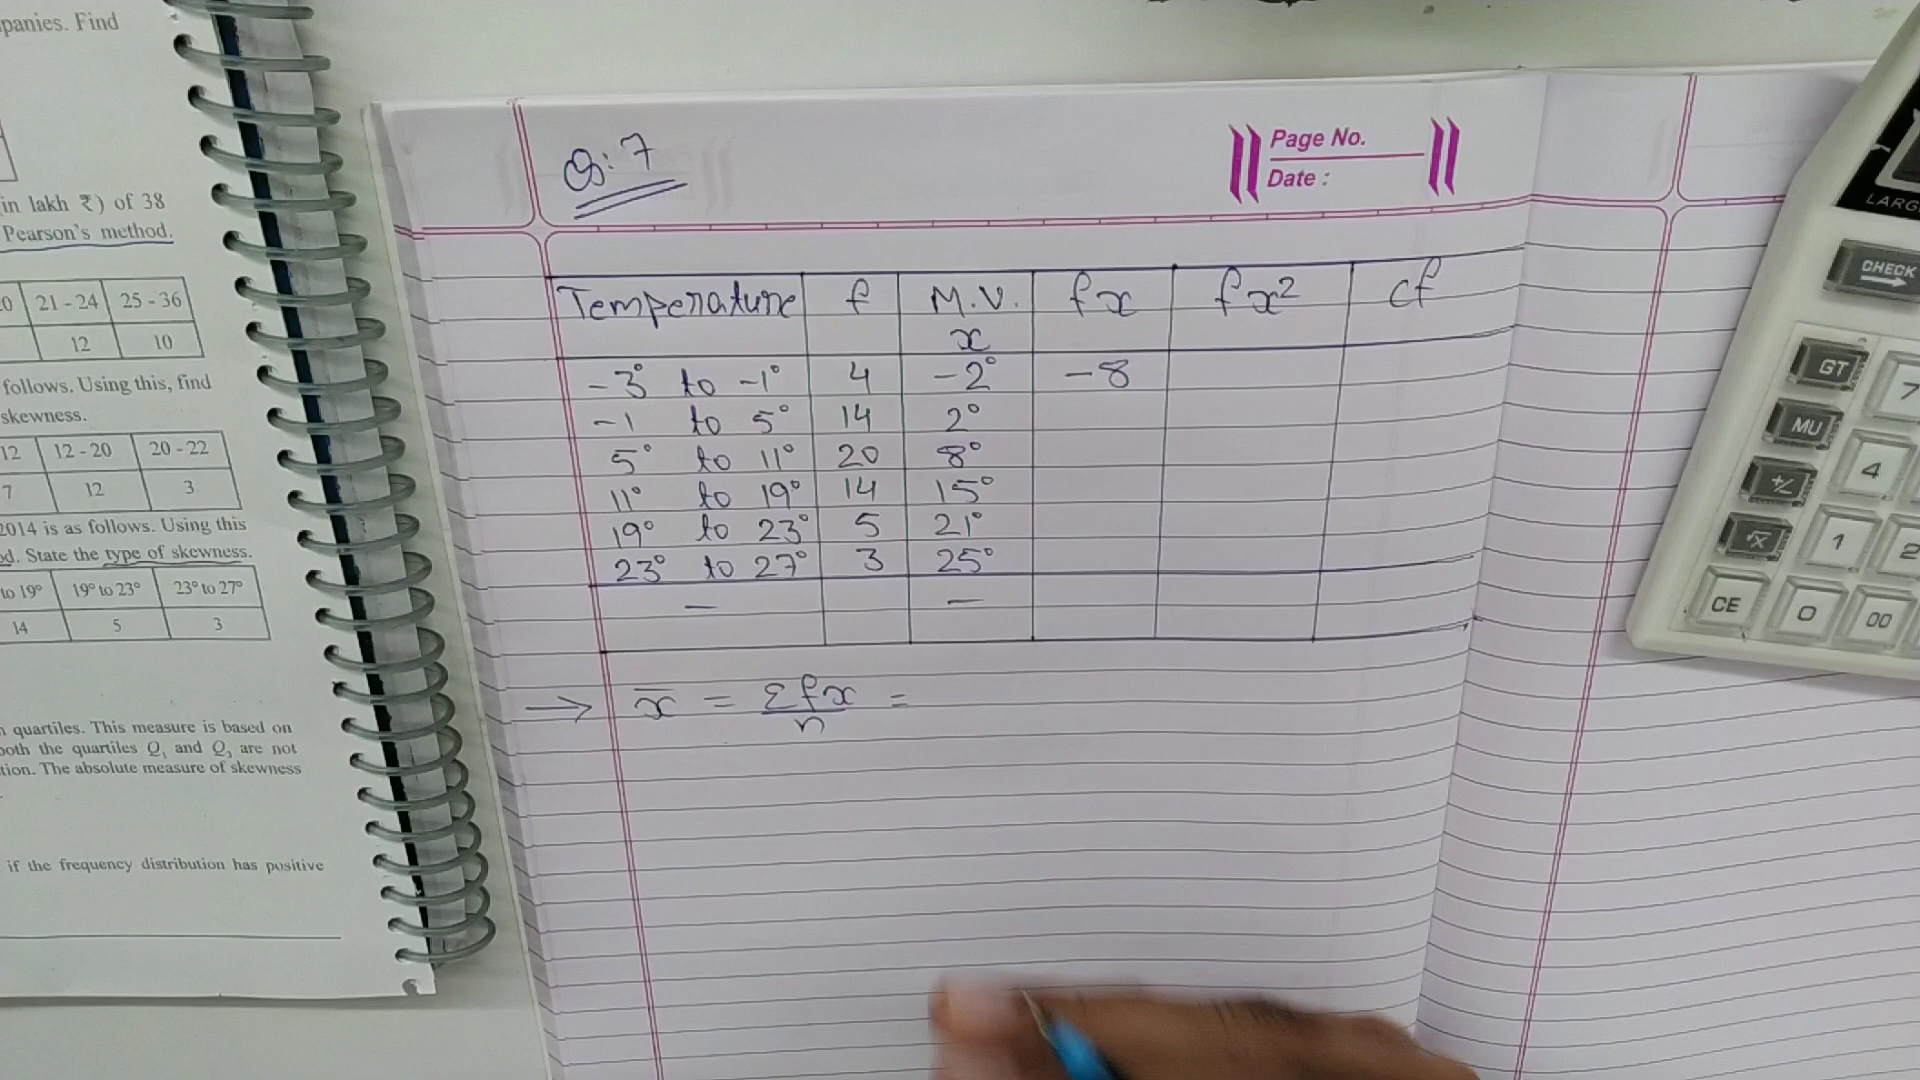 panies. Find
in lakh ₹) of 38
Pearson's method.
0 21 - 24 25 - 36
12 10
follows. Using this, find
skewness.
12 12 - 20 20 - 22
7 12 3
2014 is as follows. Using this
od. State the type of skewness.
to 19° 19° to 23° 23° to 27°
14 5 3
n quartiles. This measure is based on
both the quartiles Q₁ and Q₃ are not
tion. The absolute measure of skewness
if the frequency distribution has positive
Q:7
Page No.
Date :
Temperature f M.V. fx fx² cf
x
-3° to -1° 4 -2° -8
-1 to 5° 14 2°
5° to 11° 20 8°
11° to 19° 14 15°
19° to 23° 5 21°
23° to 27° 3 25°
— —
→ x̄ = Σfx =
n
LARG
CHECK
GT 7
MU 4
+/- 1 2
√x
CE 0 00